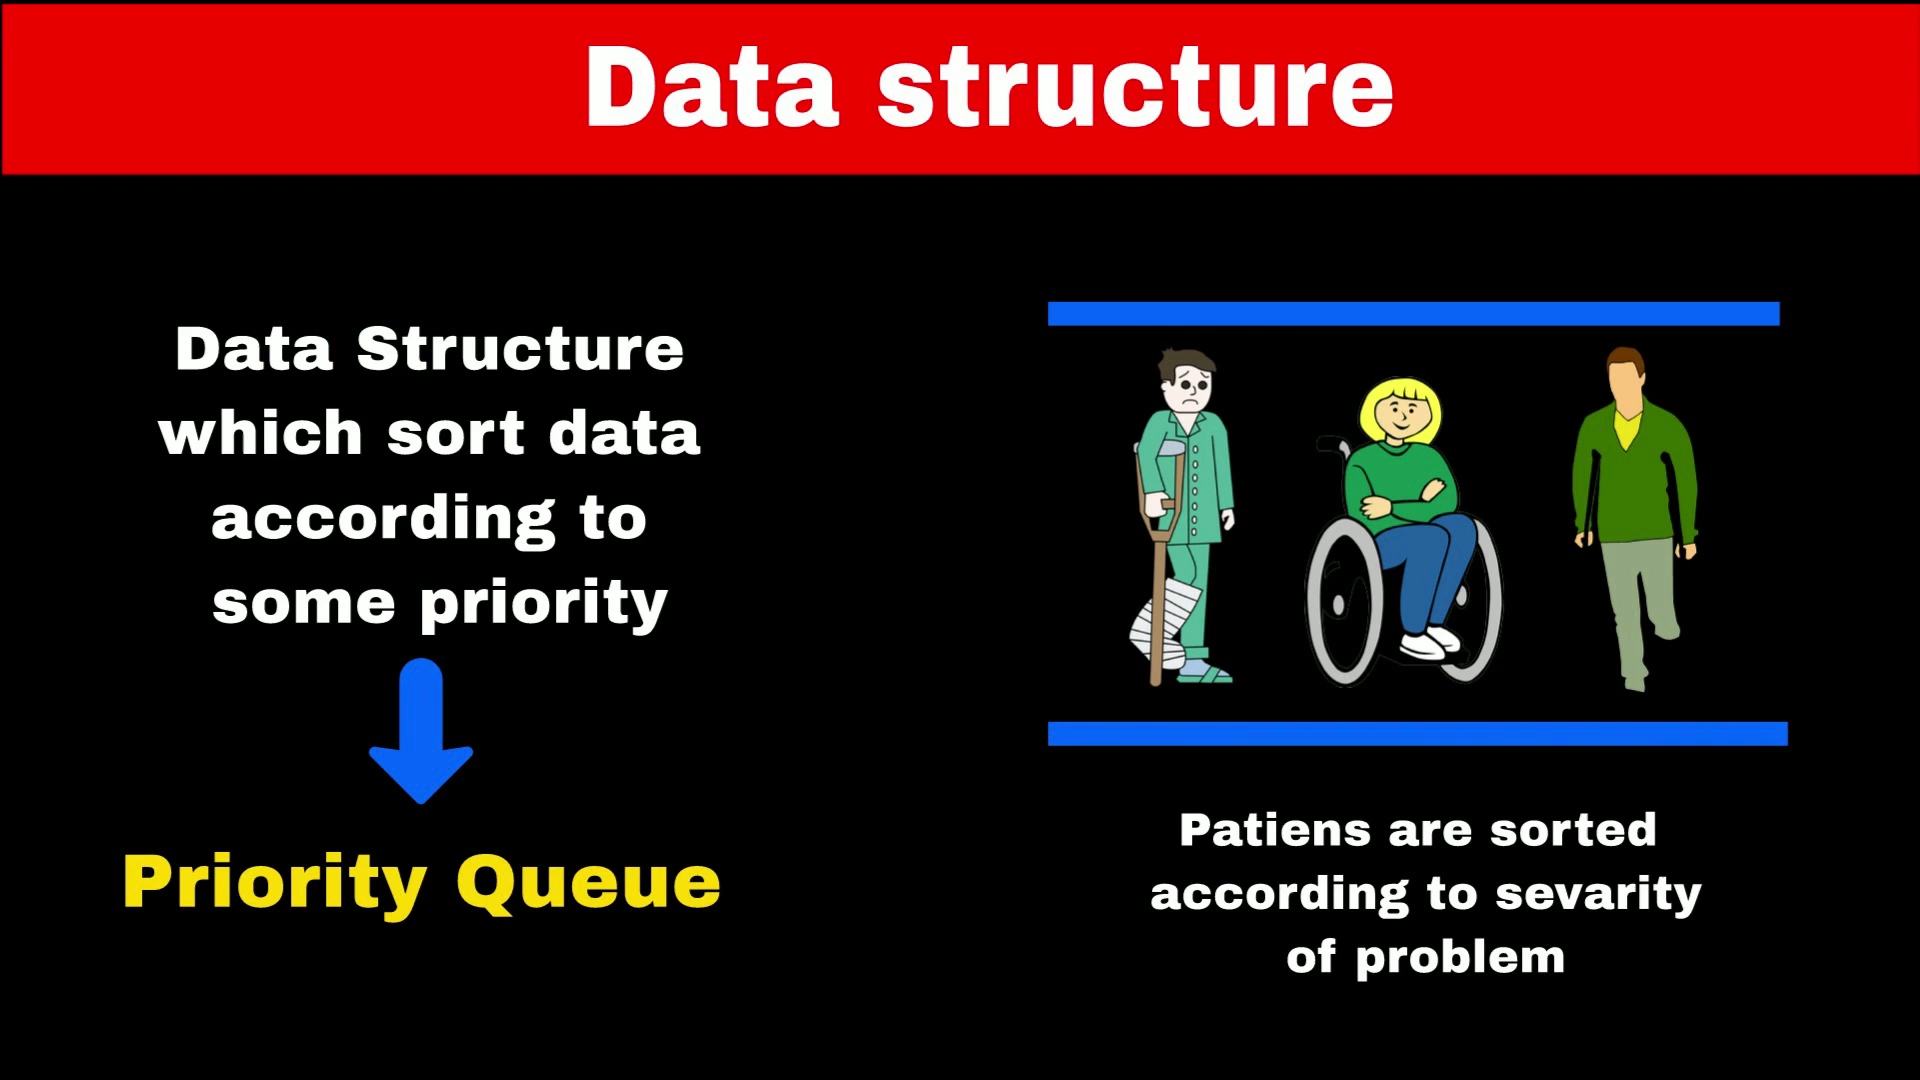 Data structure
Data Structure
which sort data
according to
some priority
Priority Queue
Patiens are sorted
according to sevarity
of problem